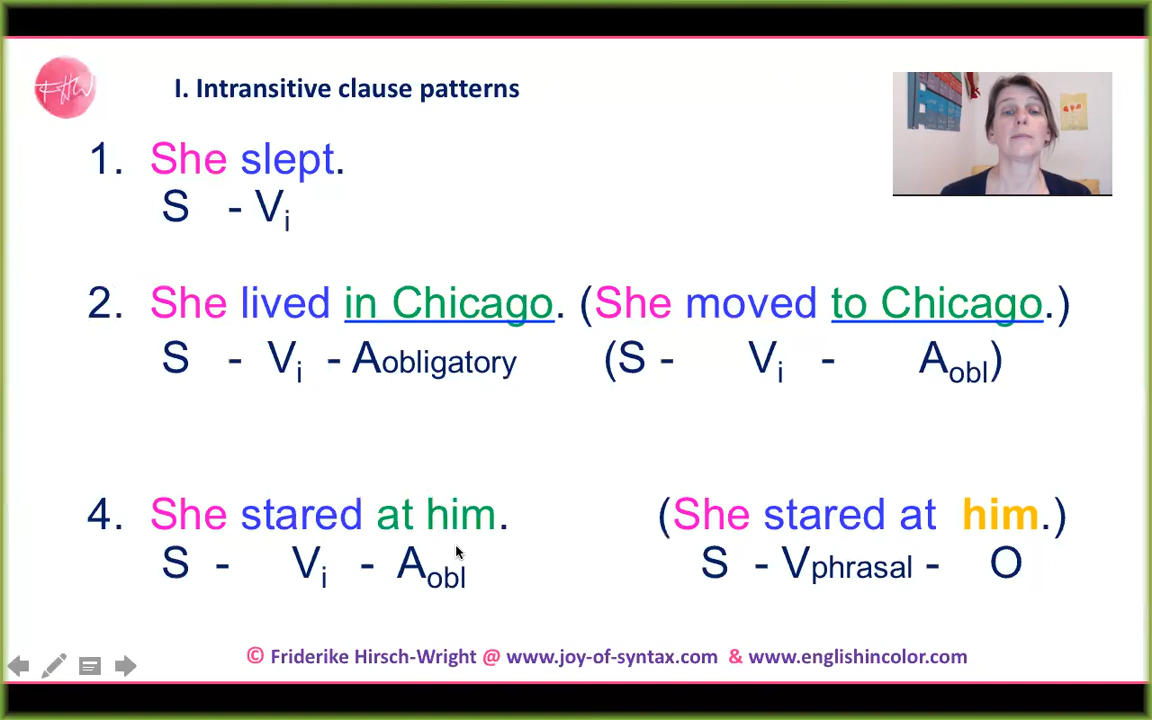 FHW
I. Intransitive clause patterns
1. She slept.
S - Vi
2. She lived in Chicago. (She moved to Chicago.)
S - Vi - Aobligatory (S - Vi - Aobl)
4. She stared at him. (She stared at him.)
S - Vi - Aobl S - Vphrasal - O
© Friederike Hirsch-Wright @ www.joy-of-syntax.com & www.englishincolor.com